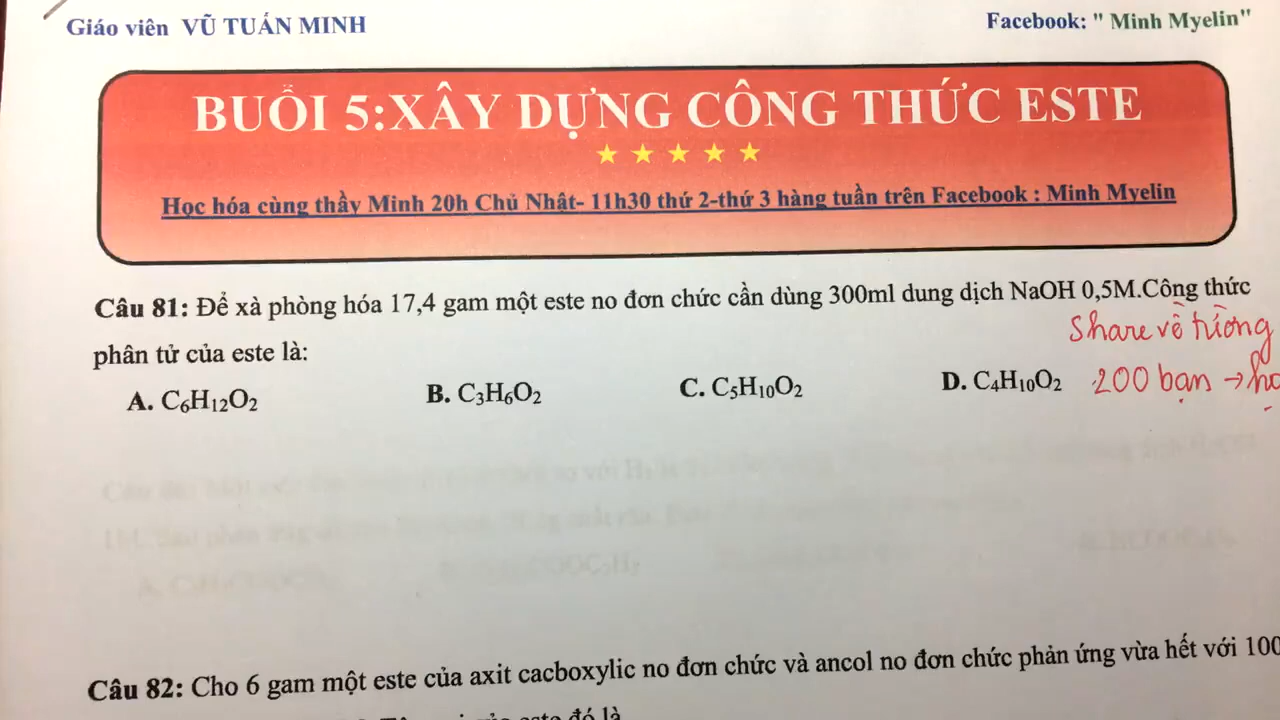 Giáo viên VŨ TUẤN MINH
Facebook: " Minh Myelin"
BUỔI 5:XÂY DỰNG CÔNG THỨC ESTE
Học hóa cùng thầy Minh 20h Chủ Nhật- 11h30 thứ 2-thứ 3 hàng tuần trên Facebook : Minh Myelin
Câu 81: Để xà phòng hóa 17,4 gam một este no đơn chức cần dùng 300ml dung dịch NaOH 0,5M.Công thức
Share về tường
phân tử của este là:
A. C₆H₁₂O₂ B. C₃H₆O₂ C. C₅H₁₀O₂ D. C₄H₁₀O₂
200 bạn →
Câu 82: Cho 6 gam một este của axit cacboxylic no đơn chức và ancol no đơn chức phản ứng vừa hết với 100
este đó là